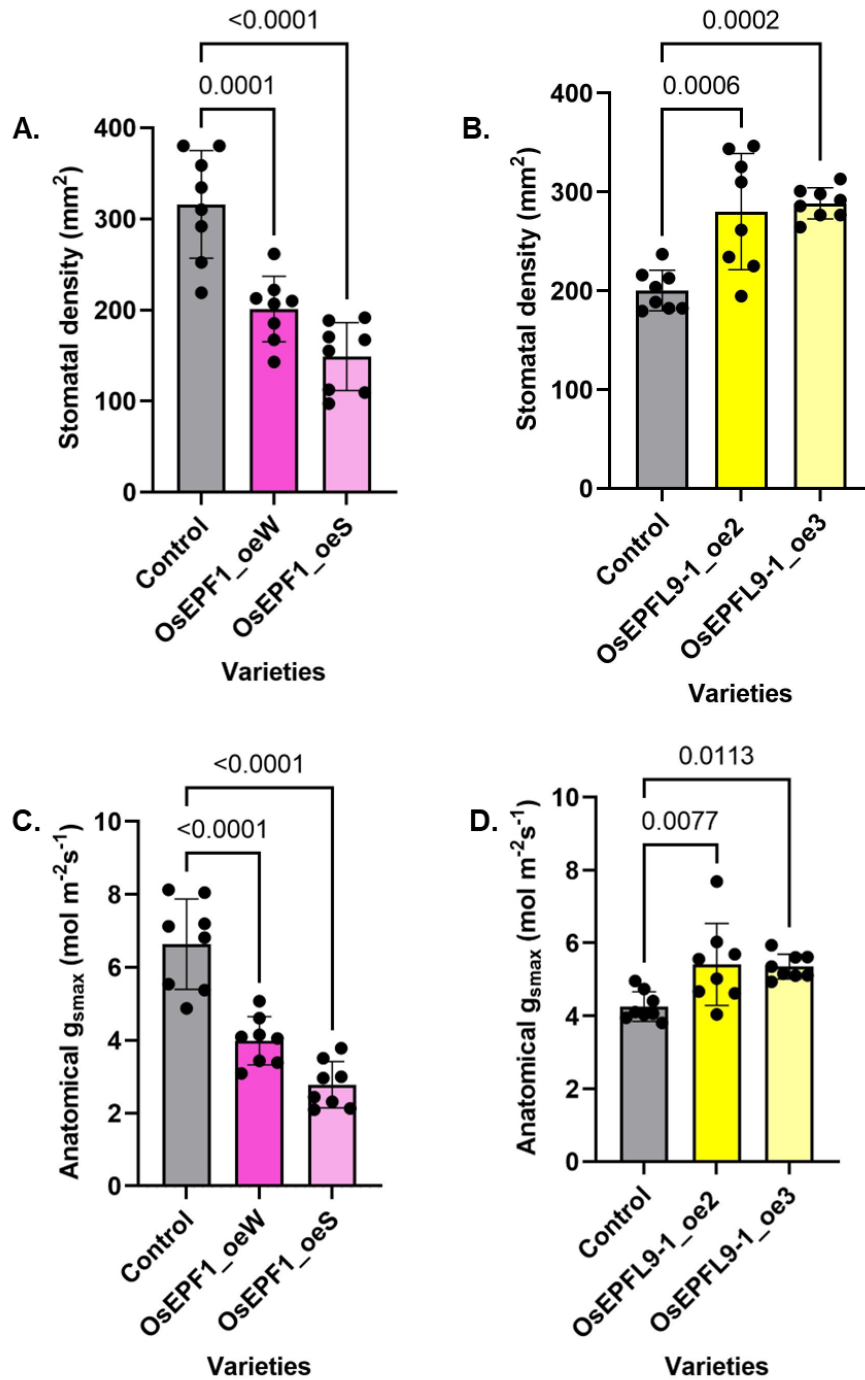 A.
<0.0001
0.0001
Stomatal density (mm²)
400
300
200
100
0
Control
OsEPF1_oeW
OsEPF1_oeS
Varieties
B.
0.0002
0.0006
Stomatal density (mm²)
400
300
200
100
0
Control
OsEPFL9-1_oe2
OsEPFL9-1_oe3
Varieties
C.
<0.0001
<0.0001
Anatomical gsmax (mol m⁻²s⁻¹)
10
8
6
4
2
0
Control
OsEPF1_oeW
OsEPF1_oeS
Varieties
D.
0.0113
0.0077
Anatomical gsmax (mol m⁻²s⁻¹)
10
8
6
4
2
0
Control
OsEPFL9-1_oe2
OsEPFL9-1_oe3
Varieties